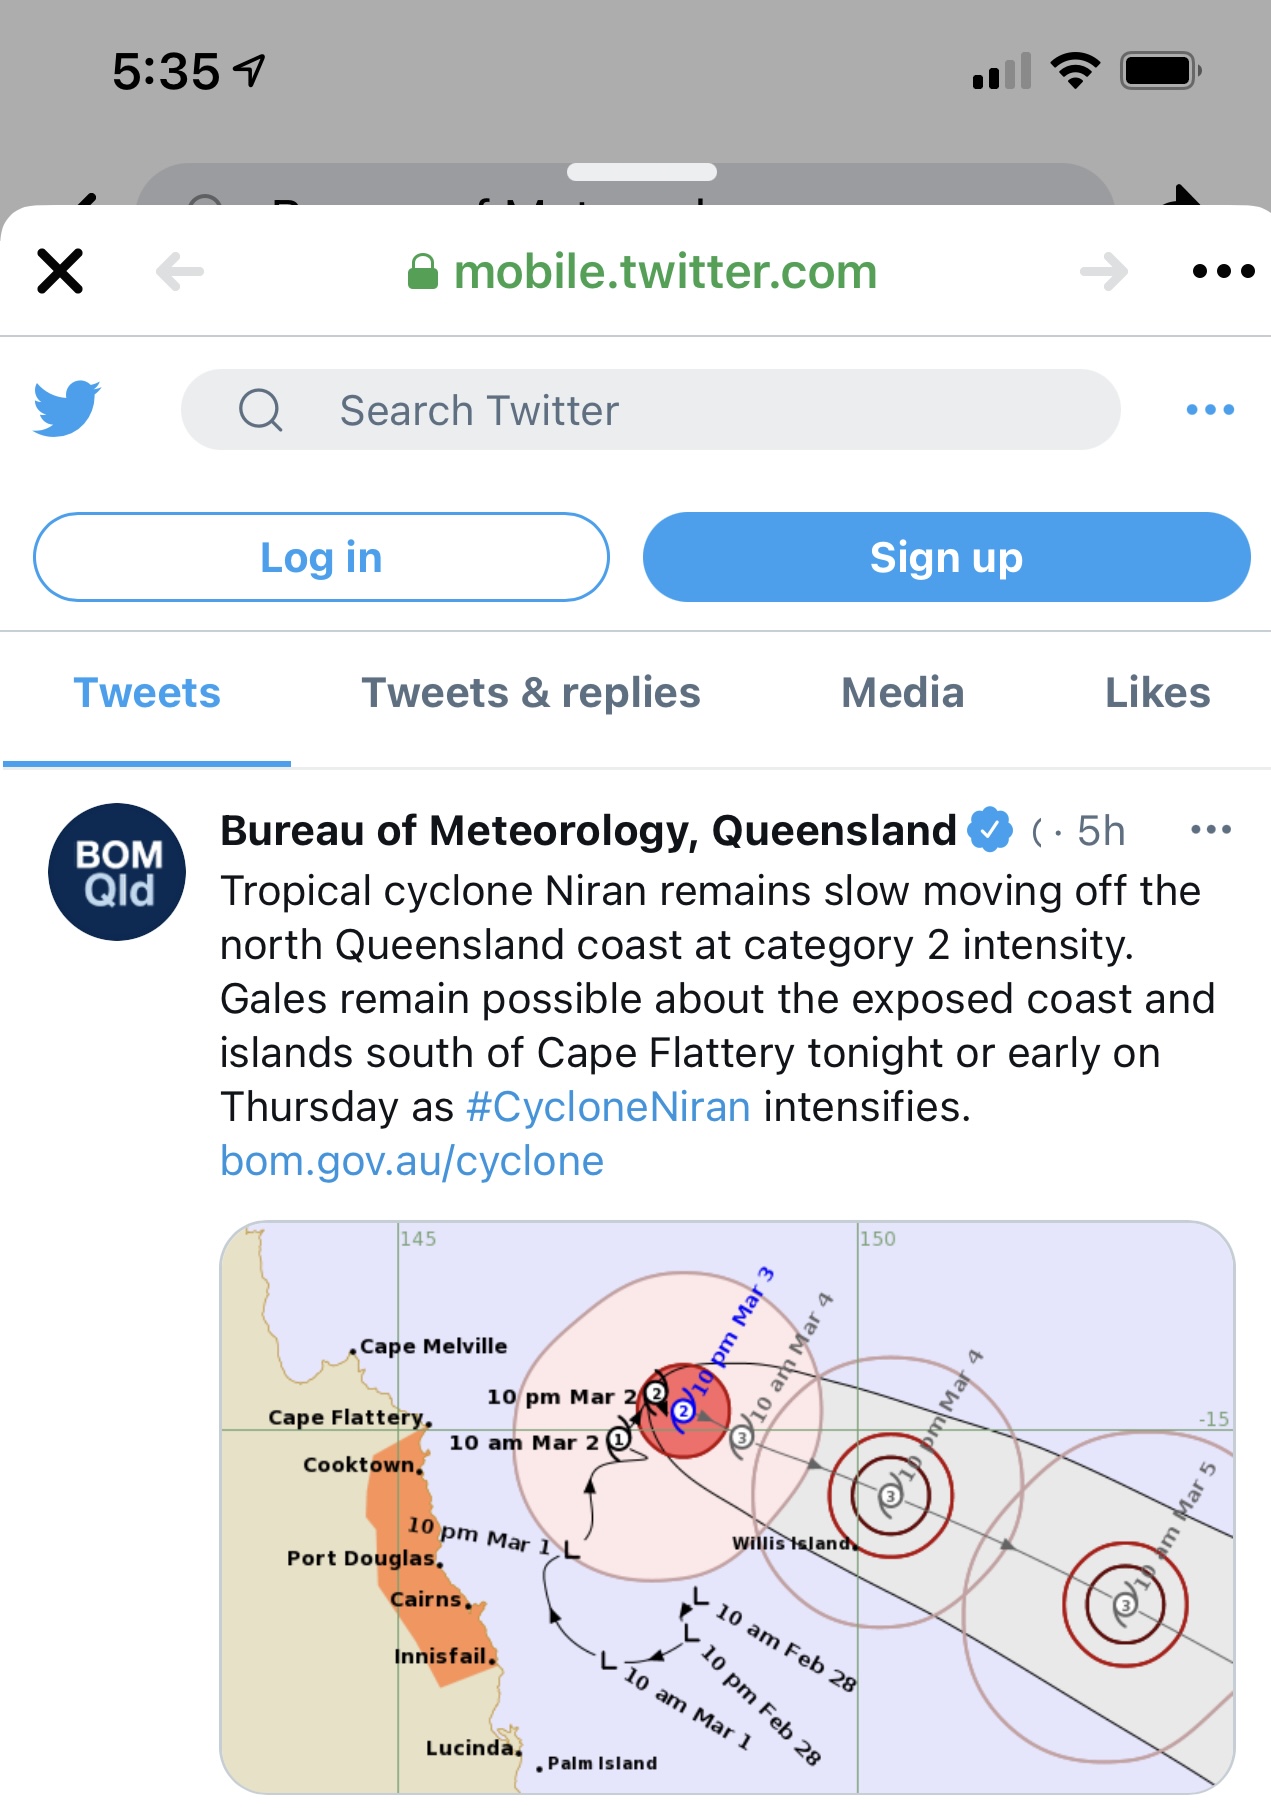 5:35
mobile.twitter.com
Search Twitter
Log in
Sign up
Tweets
Tweets & replies
Media
Likes
BOM
Qld
Bureau of Meteorology, Queensland
( · 5h
Tropical cyclone Niran remains slow moving off the
north Queensland coast at category 2 intensity.
Gales remain possible about the exposed coast and
islands south of Cape Flattery tonight or early on
Thursday as #CycloneNiran intensifies.
bom.gov.au/cyclone
145
150
10 pm Mar 3
10 am Mar 4
Cape Melville
10 pm Mar 4
10 pm Mar 2
2
2
Cape Flattery
-15
10 am Mar 2
1
3
Cooktown
10 am Mar 5
3
10 pm Mar 1
L
Willis Island
Port Douglas
Cairns
L
10 am Feb 28
3
L
10 pm Feb 28
Innisfail
L
10 am Mar 1
Lucinda
Palm Island